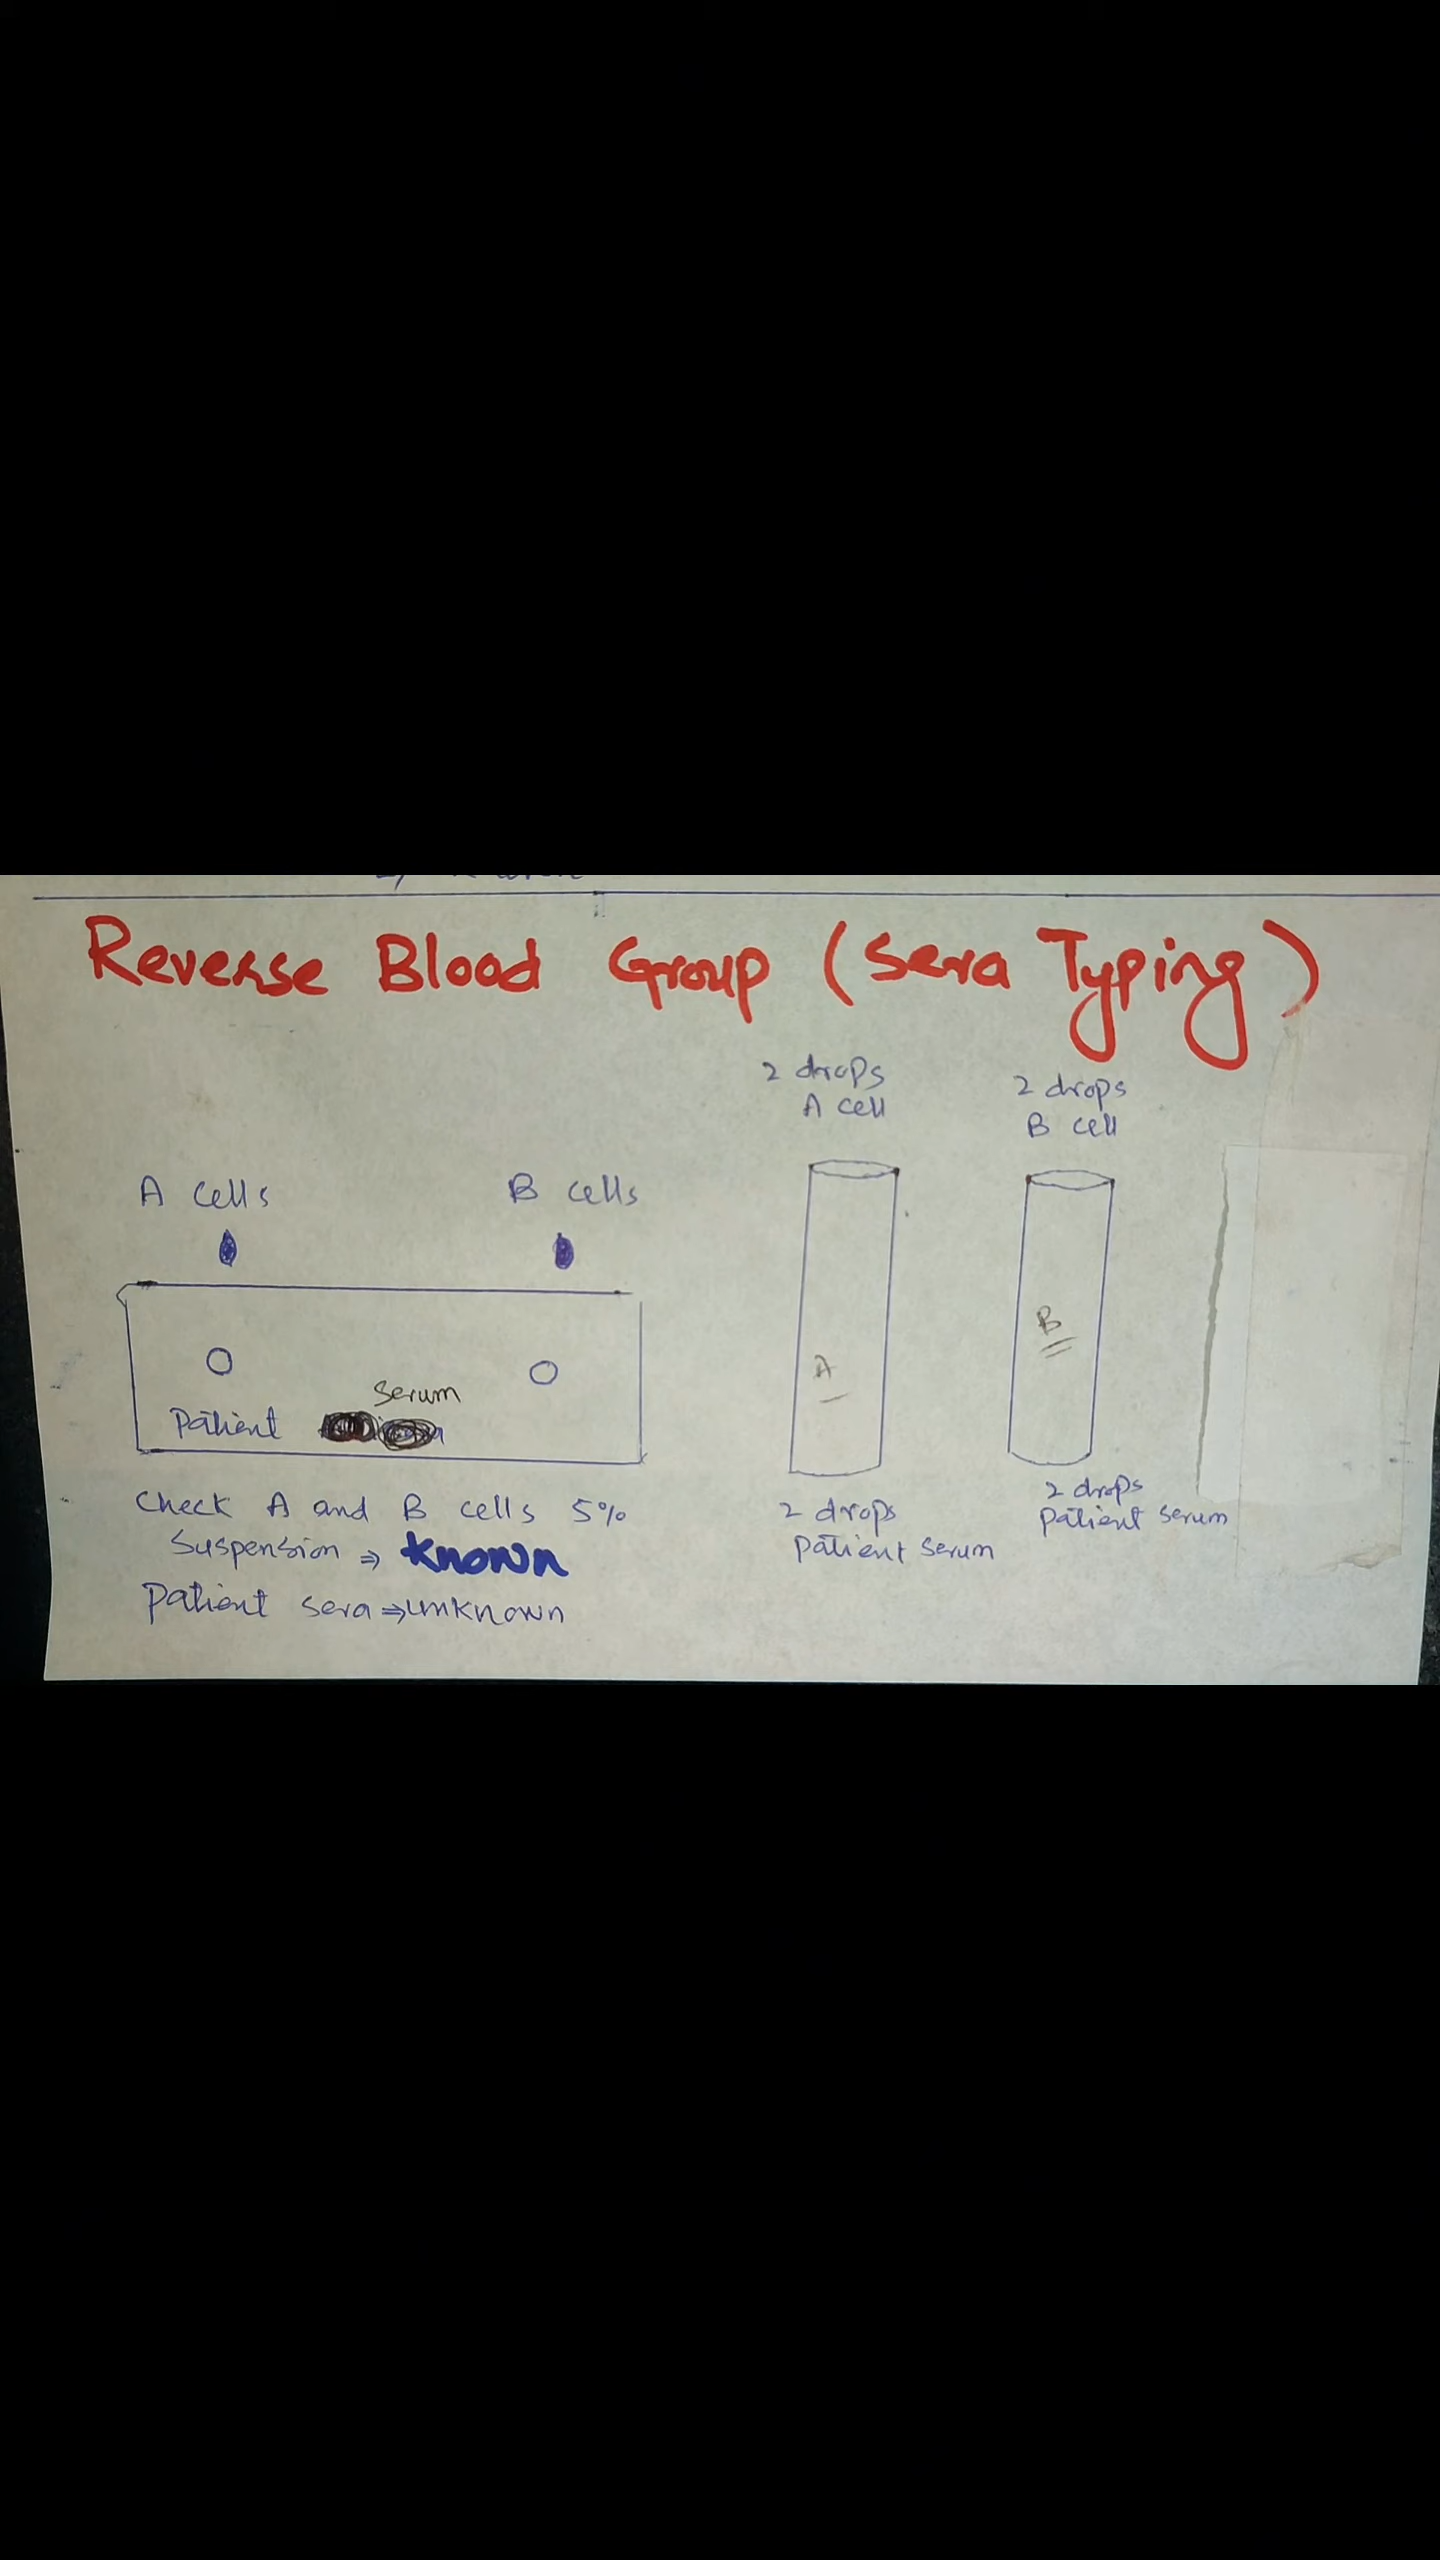 Reverse Blood Group (Sera Typing)
A cells
B cells
Patient serum
Check A and B cells 5%
Suspension ⇒ known
Patient sera ⇒ unknown
2 drops
A cell
A
2 drops
Patient serum
2 drops
B cell
B
2 drops
Patient serum